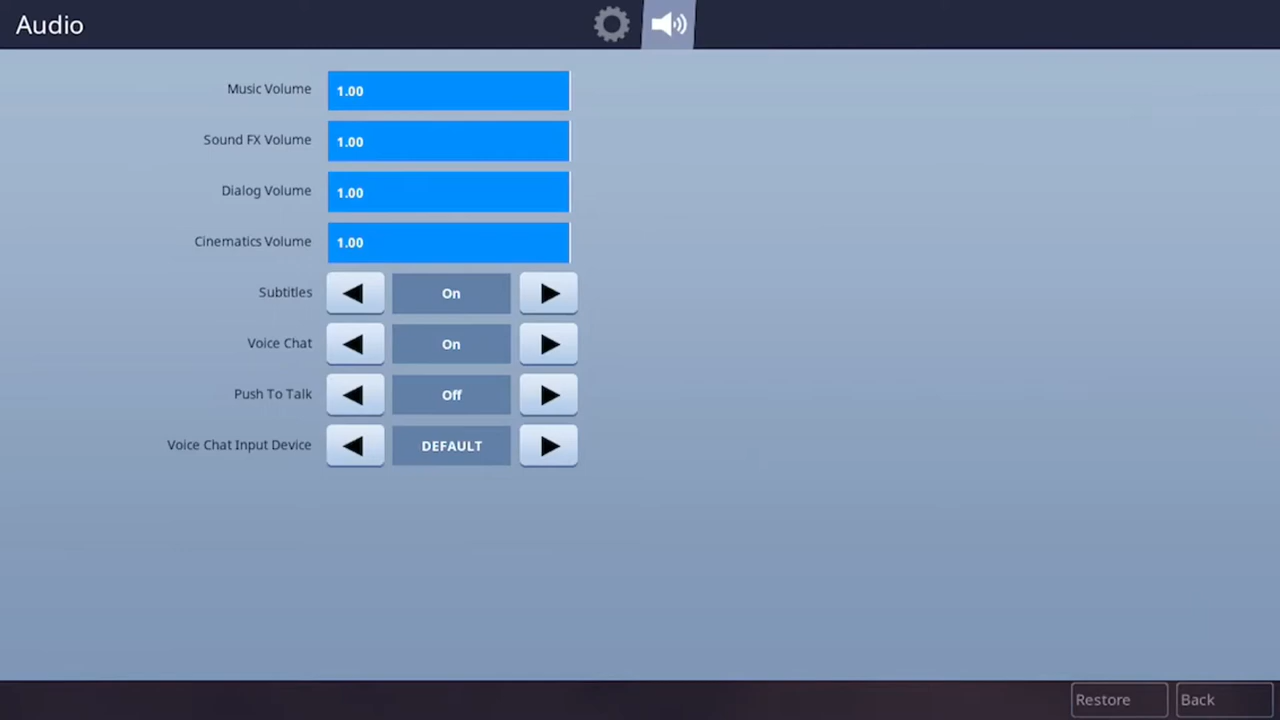 Audio
Music Volume 1.00
Sound FX Volume 1.00
Dialog Volume 1.00
Cinematics Volume 1.00
Subtitles On
Voice Chat On
Push To Talk Off
Voice Chat Input Device DEFAULT
Restore Back